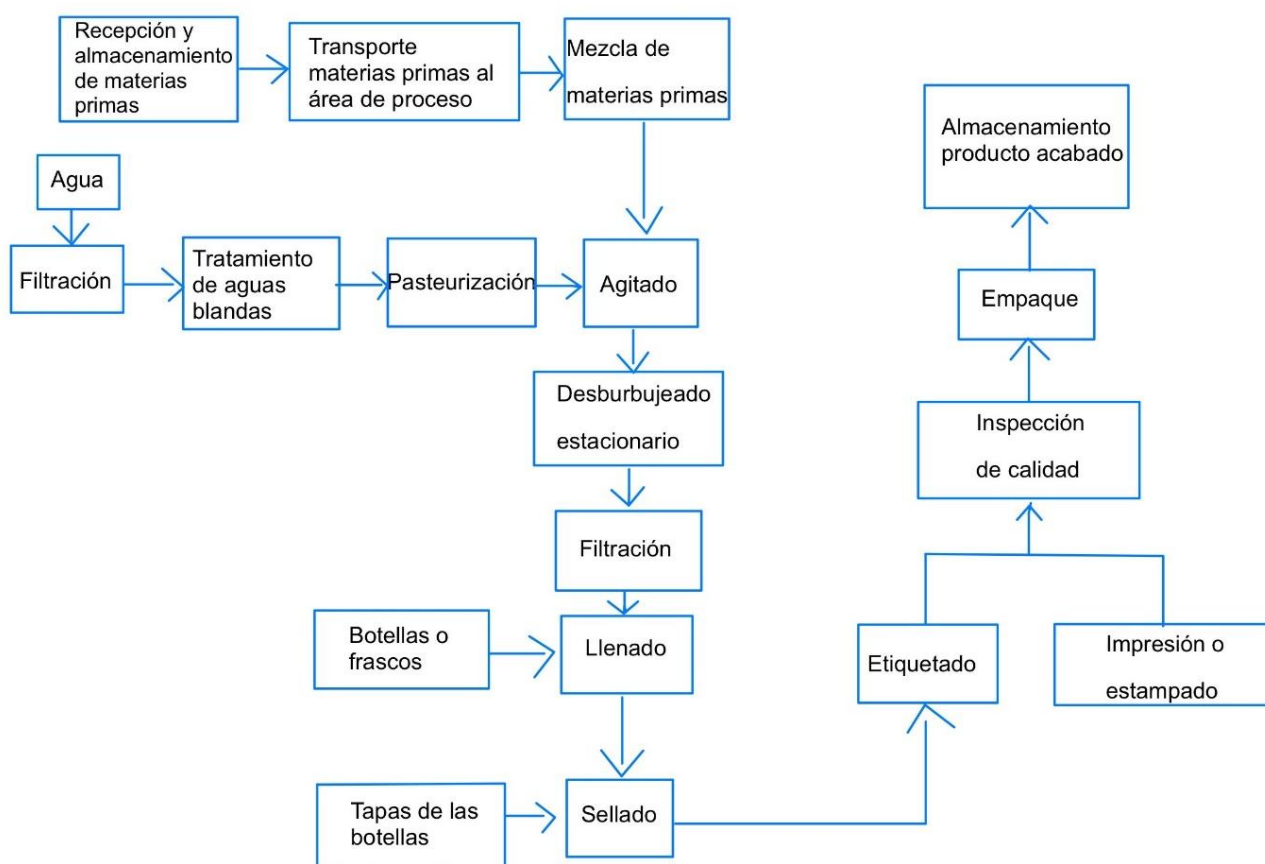 Recepción y
almacenamiento
de materias
primas
Transporte
materias primas al
área de proceso
Mezcla de
materias primas
Almacenamiento
producto acabado
Agua
Filtración
Tratamiento
de aguas
blandas
Pasteurización
Agitado
Empaque
Desburbujeado
estacionario
Inspección
de calidad
Filtración
Botellas o
frascos
Llenado
Etiquetado
Impresión o
estampado
Tapas de las
botellas
Sellado